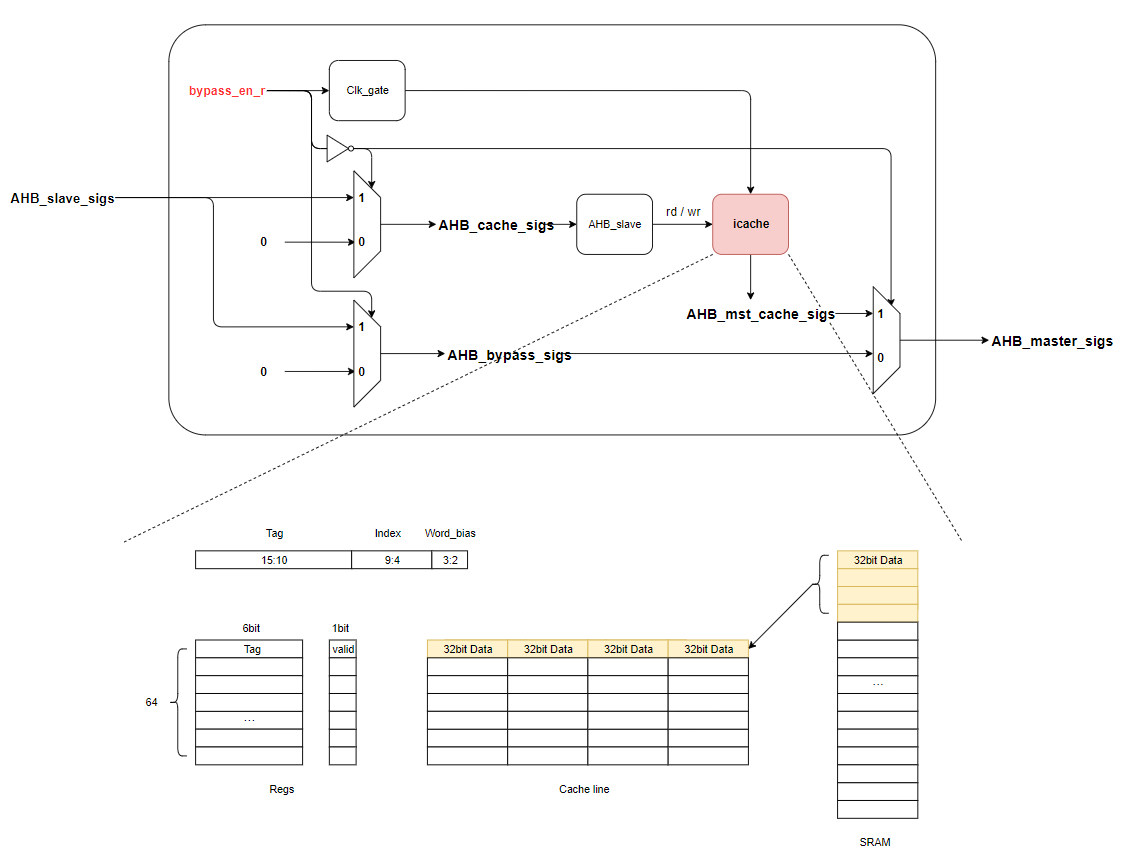 bypass_en_r
Clk_gate
AHB_slave_sigs
1
0
0
AHB_cache_sigs
AHB_slave
rd / wr
icache
AHB_mst_cache_sigs
1
0
AHB_master_sigs
1
0
0
AHB_bypass_sigs
Tag
Index
Word_bias
15:10
9:4
3:2
32bit Data
...
SRAM
6bit
1bit
Tag
valid
64
...
Regs
32bit Data
32bit Data
32bit Data
32bit Data
Cache line